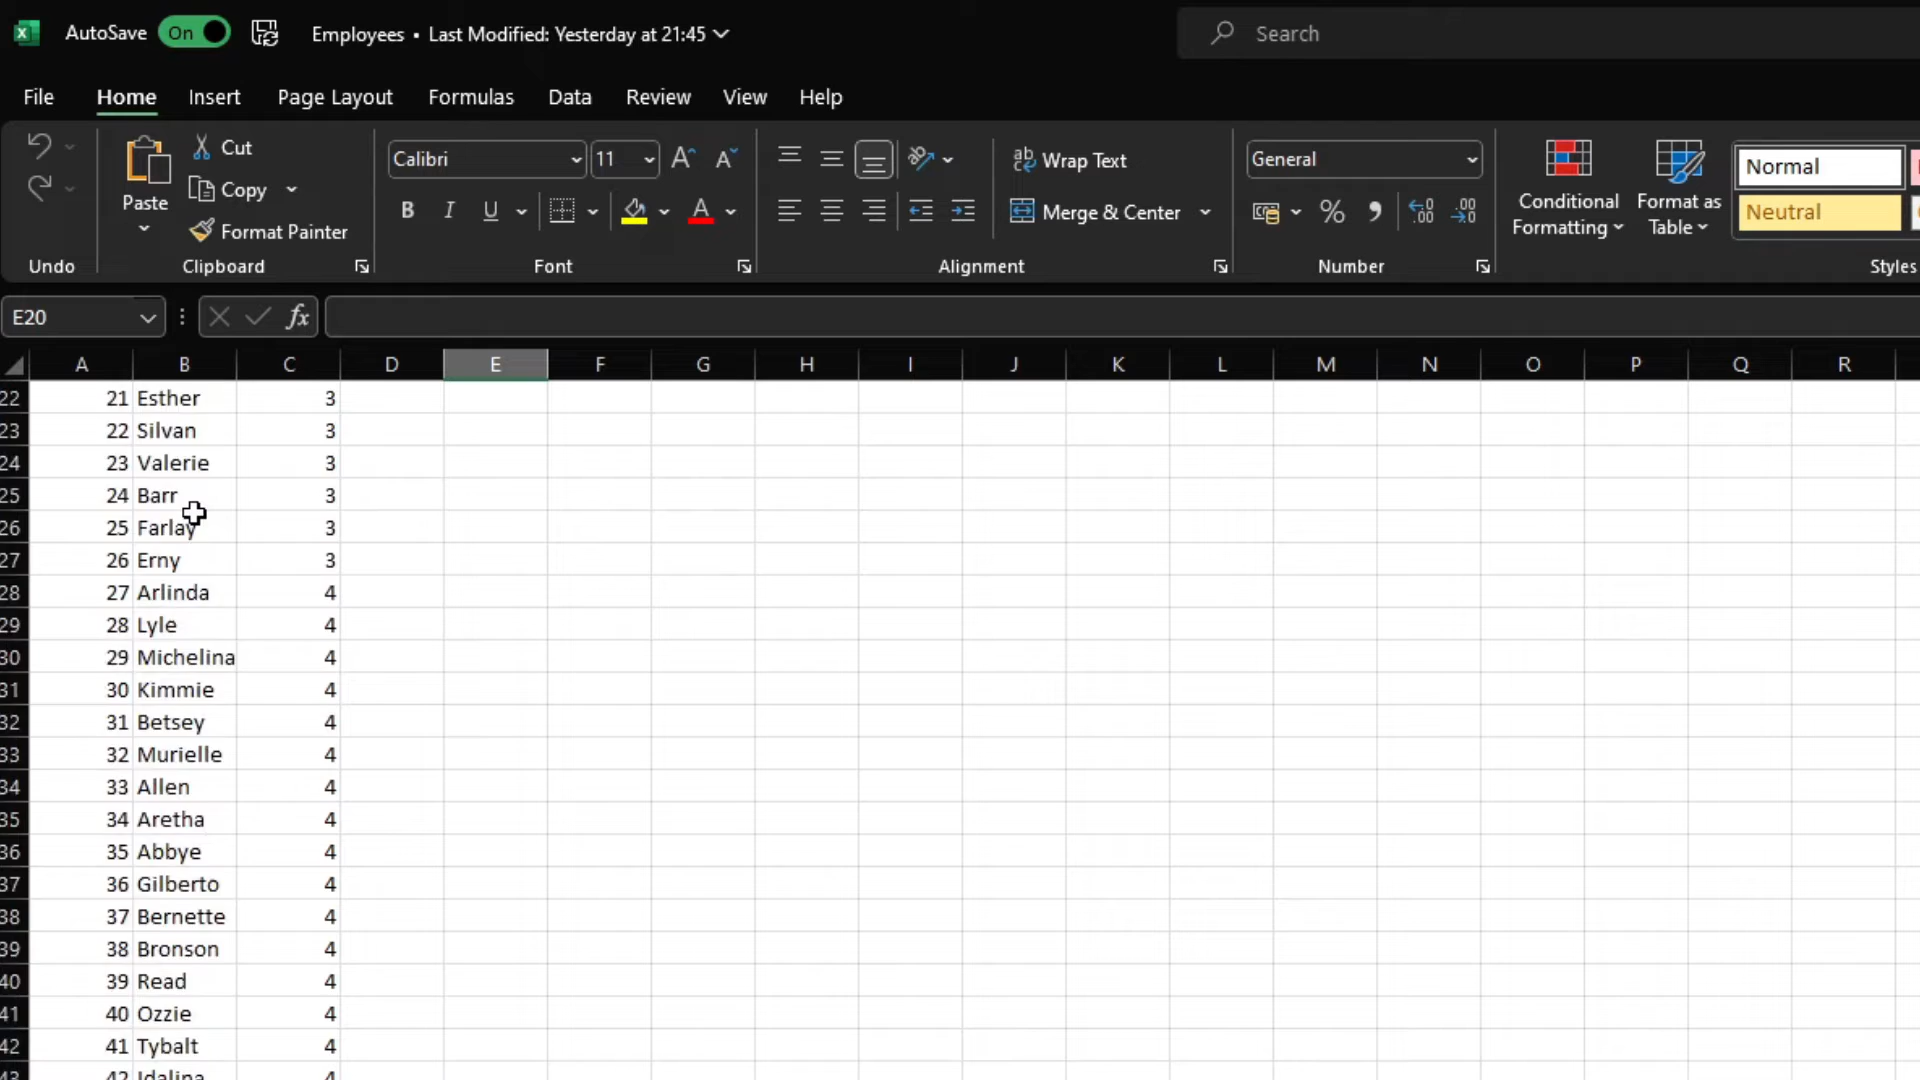 AutoSave On Employees • Last Modified: Yesterday at 21:45 Search
File Home Insert Page Layout Formulas Data Review View Help
Paste
Cut
Copy
Format Painter
Calibri 11
B I U
Wrap Text
Merge & Center
General
%
Conditional Formatting
Format as Table
Normal
Neutral
Undo Clipboard Font Alignment Number Styles
E20 fx
A B C D E F G H I J K L M N O P Q R
22 21 Esther 3
23 22 Silvan 3
24 23 Valerie 3
25 24 Barr 3
26 25 Farlay 3
27 26 Erny 3
28 27 Arlinda 4
29 28 Lyle 4
30 29 Michelina 4
31 30 Kimmie 4
32 31 Betsey 4
33 32 Murielle 4
34 33 Allen 4
35 34 Aretha 4
36 35 Abbye 4
37 36 Gilberto 4
38 37 Bernette 4
39 38 Bronson 4
40 39 Read 4
41 40 Ozzie 4
42 41 Tybalt 4
43 42 Idalina 4